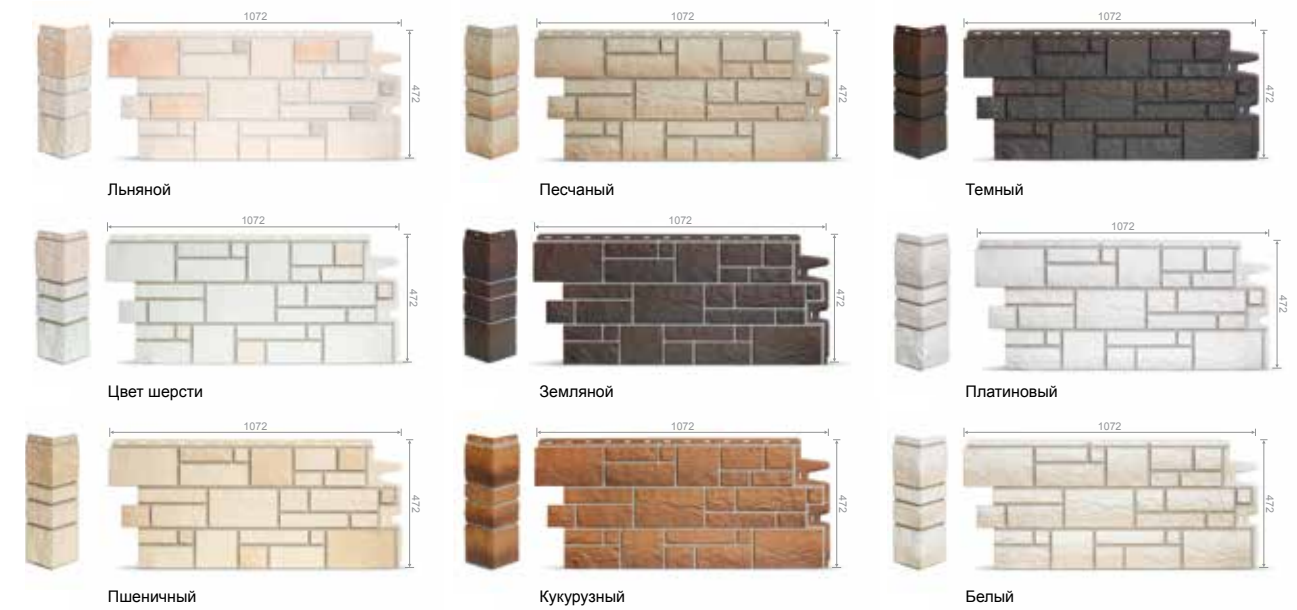 1072
472
Льняной
1072
472
Песчаный
1072
472
Темный
1072
472
Цвет шерсти
1072
472
Земляной
1072
472
Платиновый
1072
472
Пшеничный
1072
472
Кукурузный
1072
472
Белый